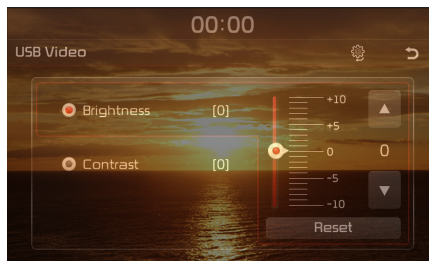 00:00
USB Video
Brightness [0]
Contrast [0]
+10
+5
0
-5
-10
0
Reset